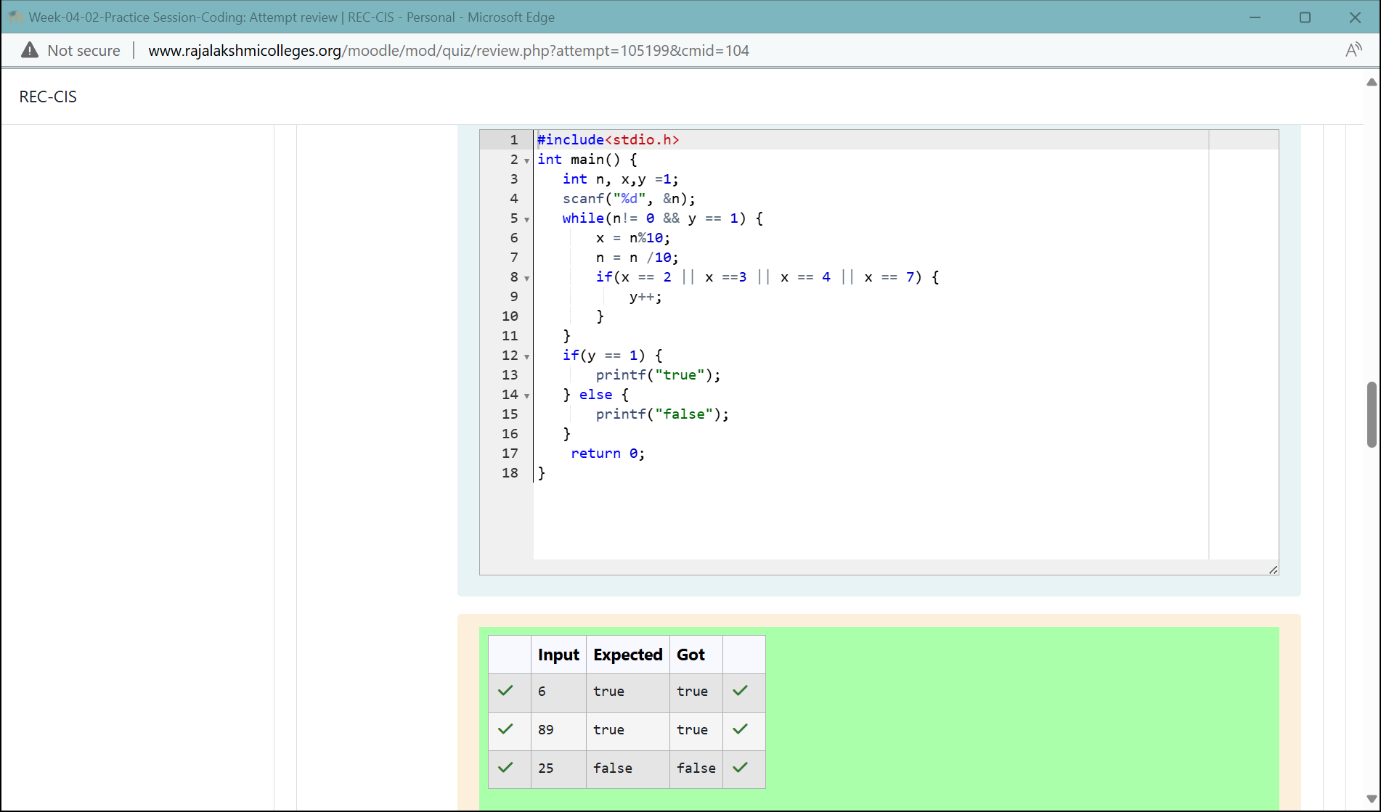 Week-04-02-Practice Session-Coding: Attempt review | REC-CIS - Personal - Microsoft Edge
Not secure | www.rajalakshmicolleges.org/moodle/mod/quiz/review.php?attempt=105199&cmid=104
REC-CIS
1 #include<stdio.h>
2 int main() {
3    int n, x,y =1;
4    scanf("%d", &n);
5    while(n!= 0 && y == 1) {
6        x = n%10;
7        n = n /10;
8        if(x == 2 || x ==3 || x == 4 || x == 7) {
9            y++;
10        }
11    }
12    if(y == 1) {
13        printf("true");
14    } else {
15        printf("false");
16    }
17     return 0;
18 }
Input Expected Got
6 true true
89 true true
25 false false